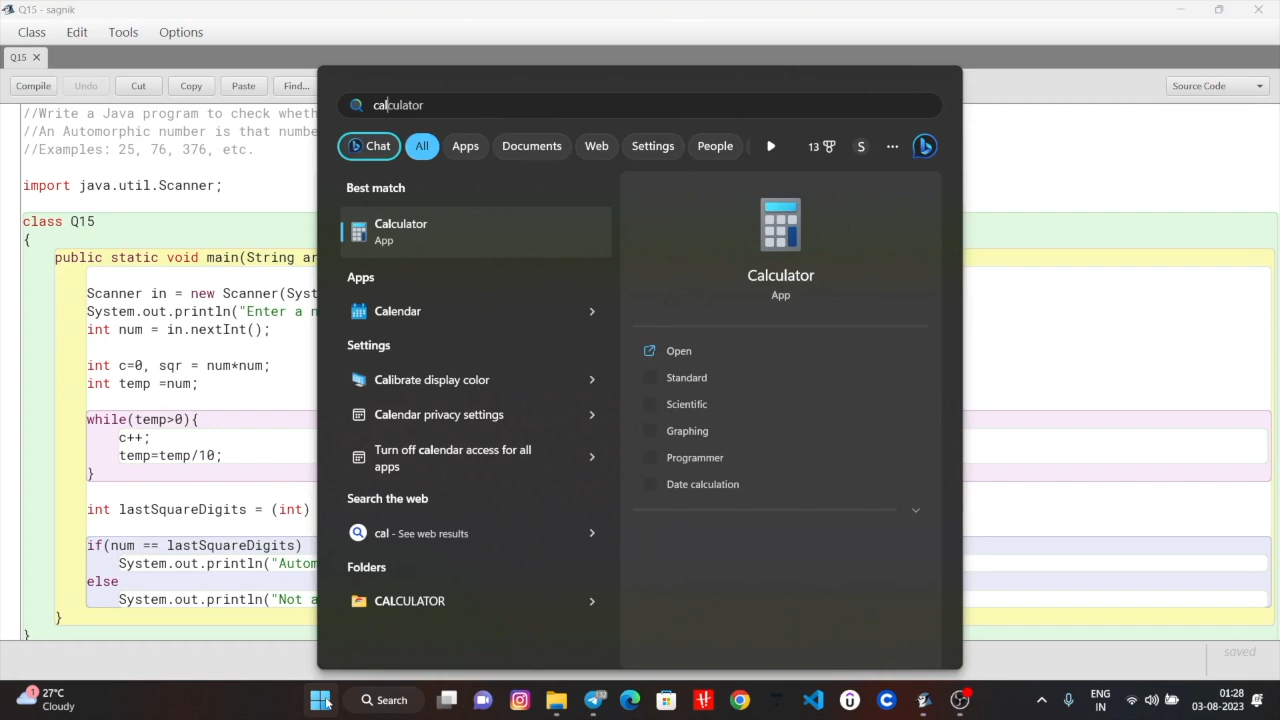 Q15 - sagnik
Class Edit Tools Options
Q15
Compile Undo Cut Copy Paste Find... Source Code
//Write a Java program to check wheth
//An Automorphic number is that numbe
//Examples: 25, 76, 376, etc.
import java.util.Scanner;
class Q15
{
public static void main(String ar
Scanner in = new Scanner(Syst
System.out.println("Enter a n
int num = in.nextInt();
int c=0, sqr = num*num;
int temp =num;
while(temp>0){
c++;
temp=temp/10;
}
int lastSquareDigits = (int)
if(num == lastSquareDigits)
System.out.println("Autom
else
System.out.println("Not a
}
}
saved
calculator
Chat All Apps Documents Web Settings People 13 S
Best match
Calculator
App
Apps
Calendar
Settings
Calibrate display color
Calendar privacy settings
Turn off calendar access for all
apps
Search the web
cal - See web results
Folders
CALCULATOR
Calculator
App
Open
Standard
Scientific
Graphing
Programmer
Date calculation
1
27°C
Cloudy
Search
ENG
IN
01:28
03-08-2023